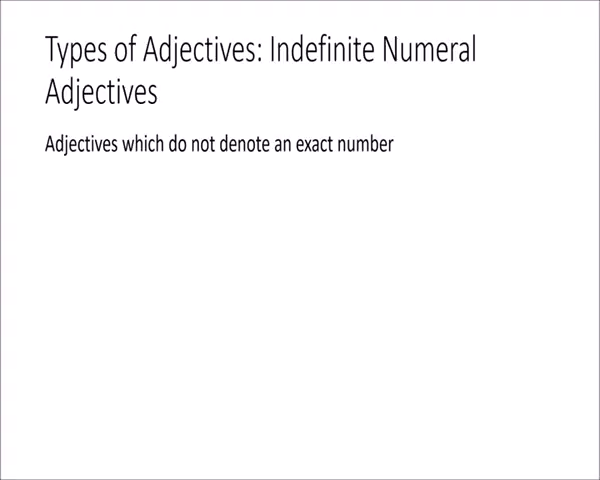 Types of Adjectives: Indefinite Numeral
Adjectives
Adjectives which do not denote an exact number